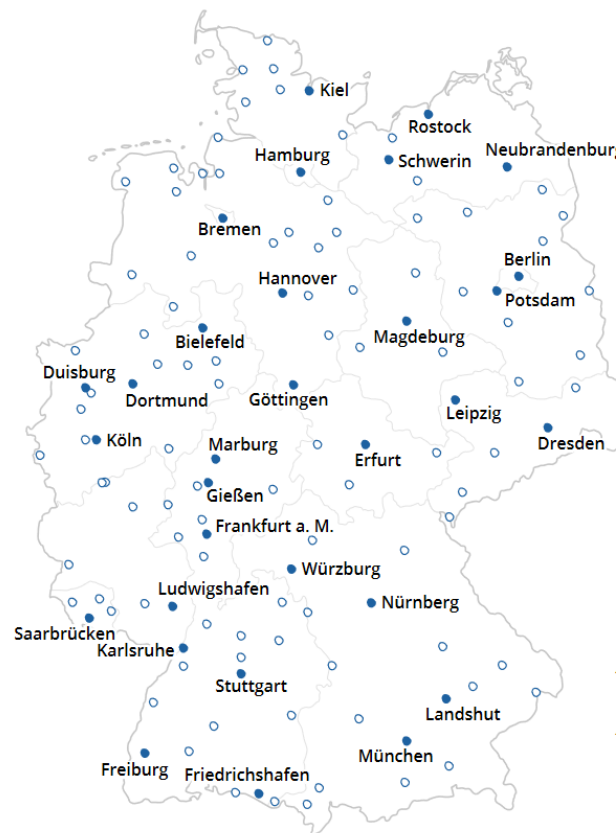 Kiel
Rostock
Hamburg
Schwerin
Neubrandenburg
Bremen
Berlin
Hannover
Potsdam
Magdeburg
Bielefeld
Duisburg
Dortmund
Göttingen
Leipzig
Köln
Marburg
Erfurt
Dresden
Gießen
Frankfurt a. M.
Würzburg
Ludwigshafen
Nürnberg
Saarbrücken
Karlsruhe
Stuttgart
Landshut
München
Freiburg
Friedrichshafen